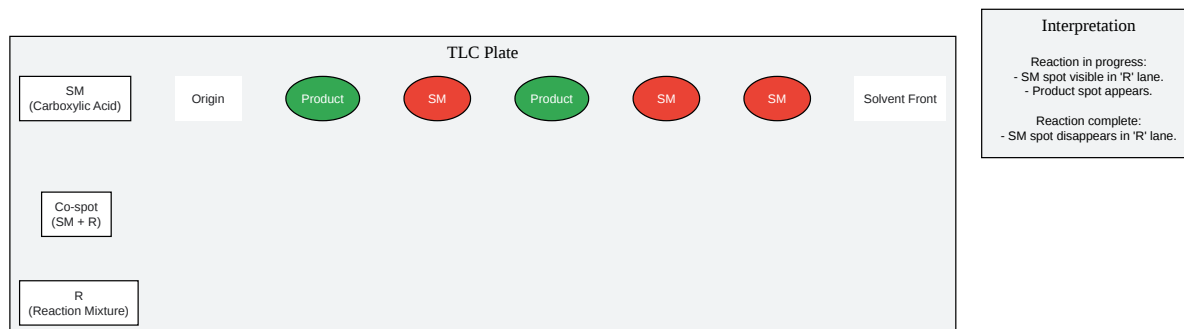 TLC Plate
SM
(Carboxylic Acid)
Origin
Product
SM
Product
SM
SM
Solvent Front
Co-spot
(SM + R)
R
(Reaction Mixture)
Interpretation
Reaction in progress:
- SM spot visible in 'R' lane.
- Product spot appears.
Reaction complete:
- SM spot disappears in 'R' lane.